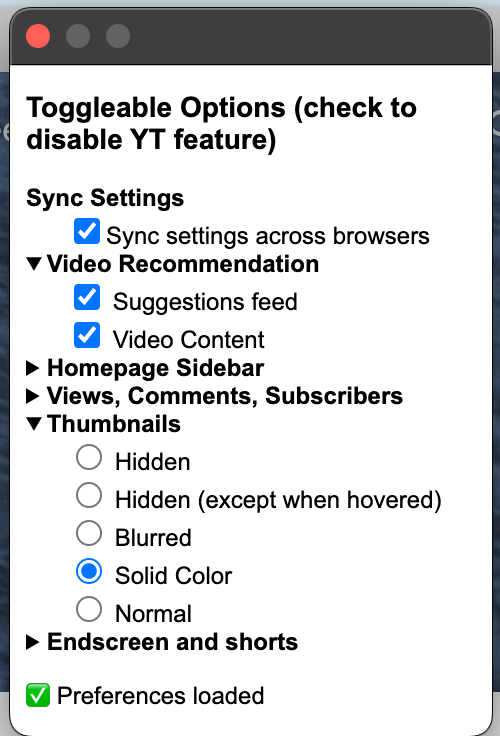 Toggleable Options (check to
disable YT feature)
Sync Settings
Sync settings across browsers
Video Recommendation
Suggestions feed
Video Content
Homepage Sidebar
Views, Comments, Subscribers
Thumbnails
Hidden
Hidden (except when hovered)
Blurred
Solid Color
Normal
Endscreen and shorts
✅ Preferences loaded